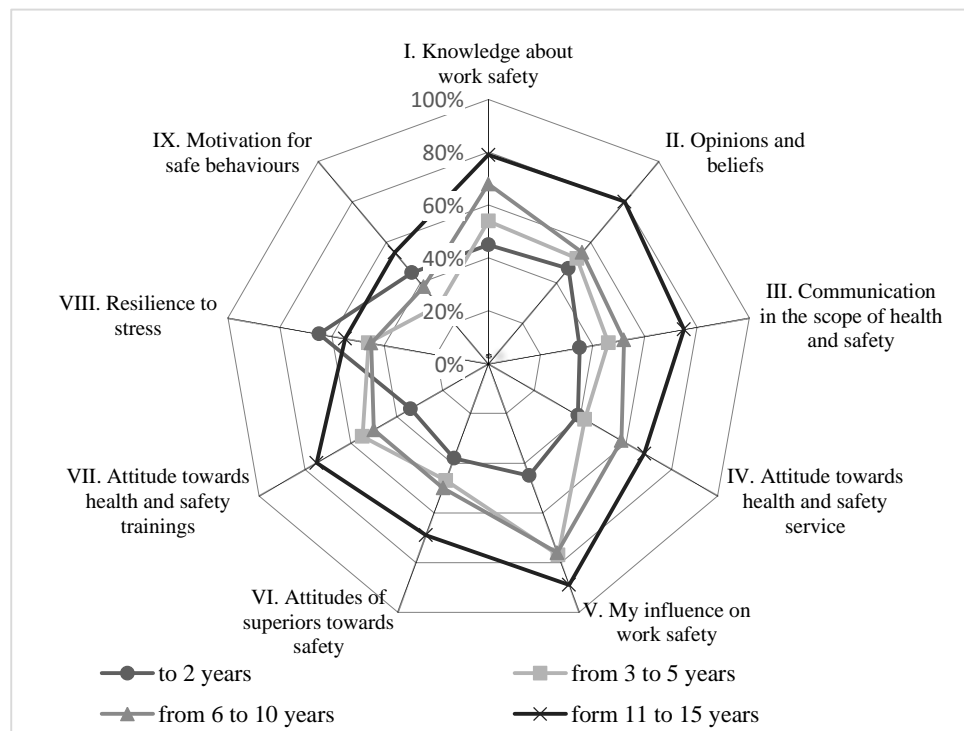 I. Knowledge about
work safety
100%
IX. Motivation for
safe behaviours
II. Opinions and
beliefs
80%
60%
40%
20%
0%
VIII. Resilience to
stress
III. Communication
in the scope of health
and safety
VII. Attitude towards
health and safety
trainings
IV. Attitude towards
health and safety
service
VI. Attitudes of
superiors towards
safety
V. My influence on
work safety
to 2 years
from 3 to 5 years
from 6 to 10 years
form 11 to 15 years